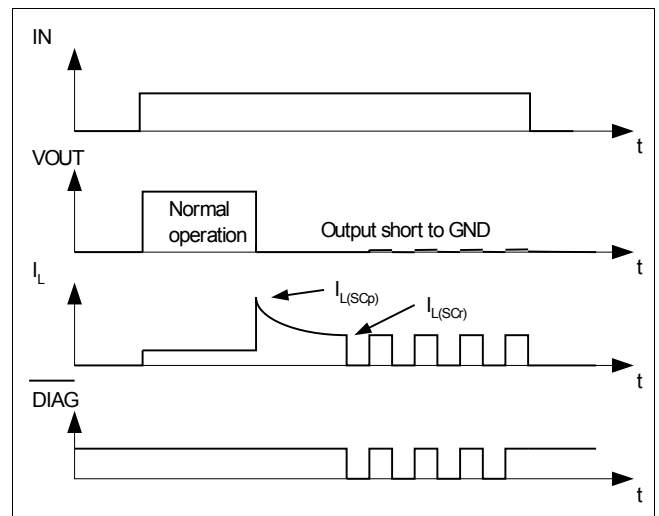 IN
t
VOUT
Normal
operation
Output short to GND
t
I_L
I_L(SCp)
I_L(SCr)
t
DIAG
t